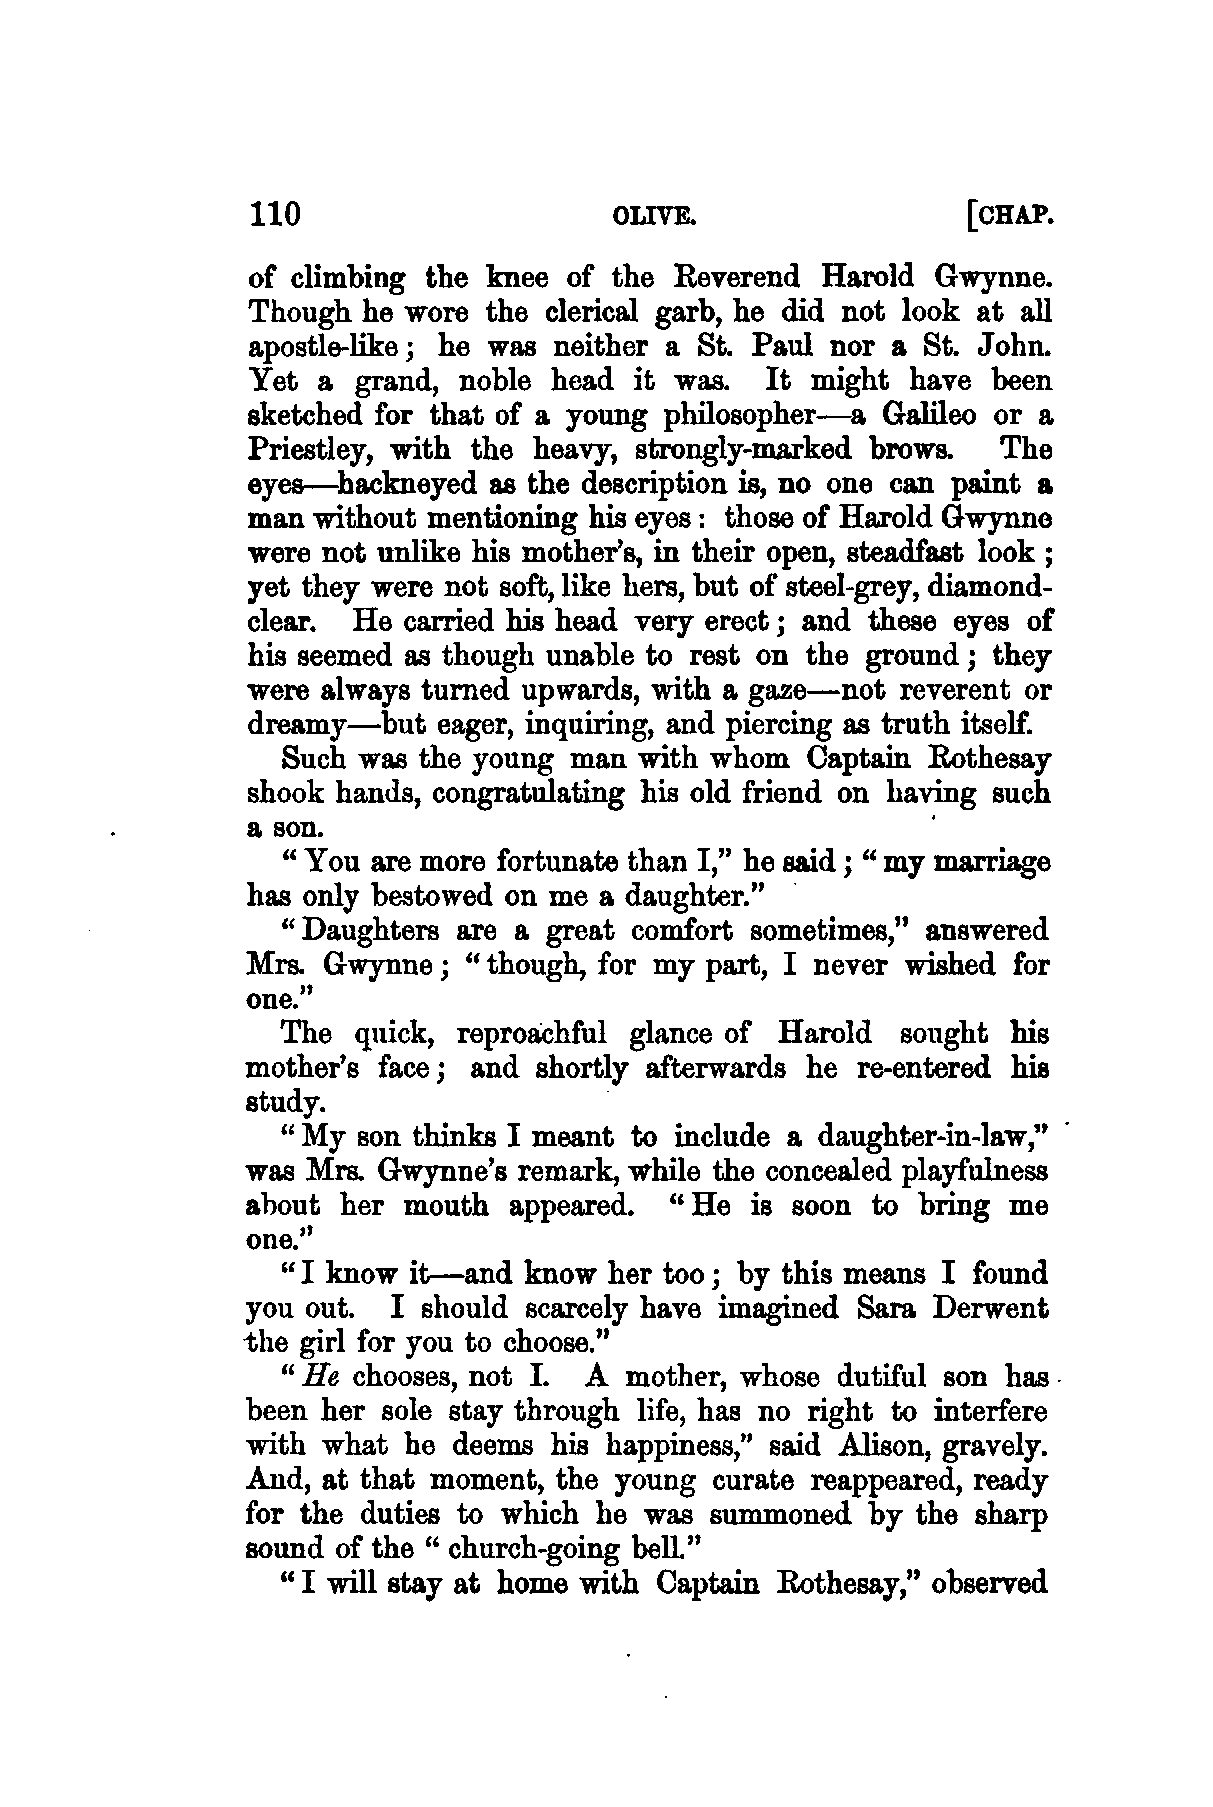 110 OLIVE. [CHAP.
of climbing the knee of the Reverend Harold Gwynne.
Though he wore the clerical garb, he did not look at all
apostle-like; he was neither a St. Paul nor a St. John.
Yet a grand, noble head it was. It might have been
sketched for that of a young philosopher—a Galileo or a
Priestley, with the heavy, strongly-marked brows. The
eyes—hackneyed as the description is, no one can paint a
man without mentioning his eyes: those of Harold Gwynne
were not unlike his mother's, in their open, steadfast look;
yet they were not soft, like hers, but of steel-grey, diamond-
clear. He carried his head very erect; and these eyes of
his seemed as though unable to rest on the ground; they
were always turned upwards, with a gaze—not reverent or
dreamy—but eager, inquiring, and piercing as truth itself.
Such was the young man with whom Captain Rothesay
shook hands, congratulating his old friend on having such
a son.
"You are more fortunate than I," he said; "my marriage
has only bestowed on me a daughter."
"Daughters are a great comfort sometimes," answered
Mrs. Gwynne; "though, for my part, I never wished for
one."
The quick, reproachful glance of Harold sought his
mother's face; and shortly afterwards he re-entered his
study.
"My son thinks I meant to include a daughter-in-law,"
was Mrs. Gwynne's remark, while the concealed playfulness
about her mouth appeared. "He is soon to bring me
one."
"I know it—and know her too; by this means I found
you out. I should scarcely have imagined Sara Derwent
the girl for you to choose."
"He chooses, not I. A mother, whose dutiful son has
been her sole stay through life, has no right to interfere
with what he deems his happiness," said Alison, gravely.
And, at that moment, the young curate reappeared, ready
for the duties to which he was summoned by the sharp
sound of the "church-going bell."
"I will stay at home with Captain Rothesay," observed